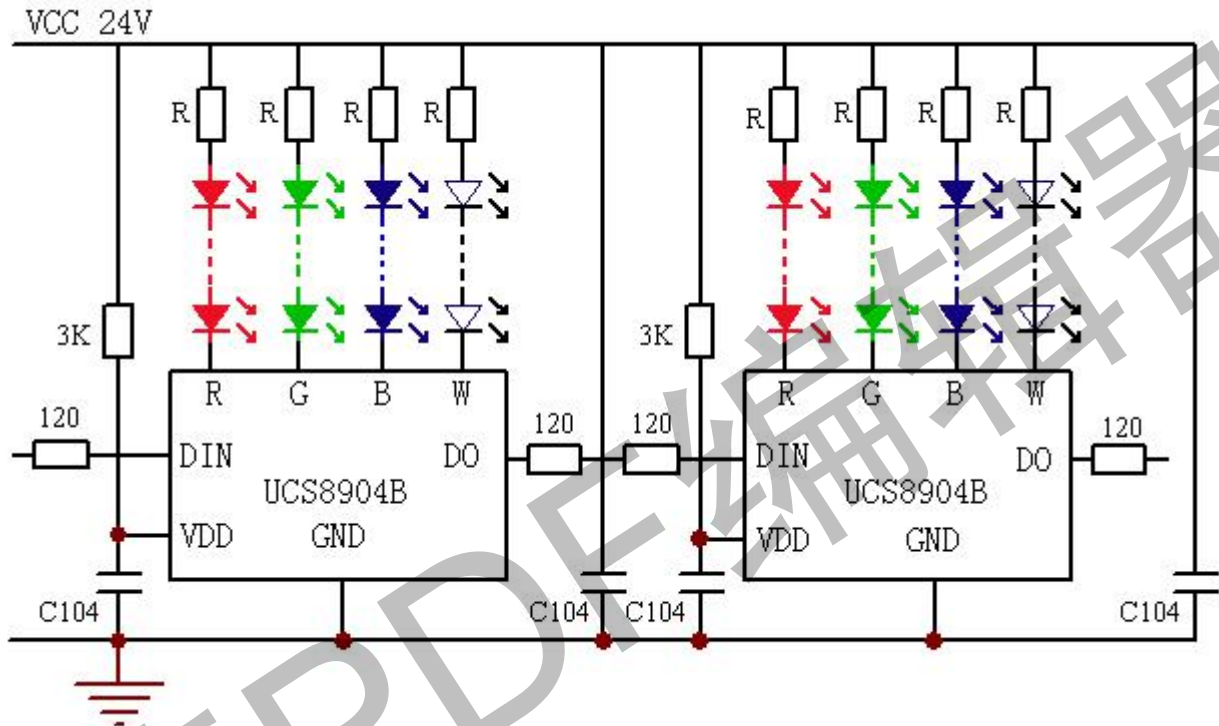 VCC 24V
R R R R R R R R
3K 3K
R G B W R G B W
120 120 120 120
DIN DO DIN DO
UCS8904B UCS8904B
VDD GND VDD GND
C104 C104 C104 C104
PDF编辑器